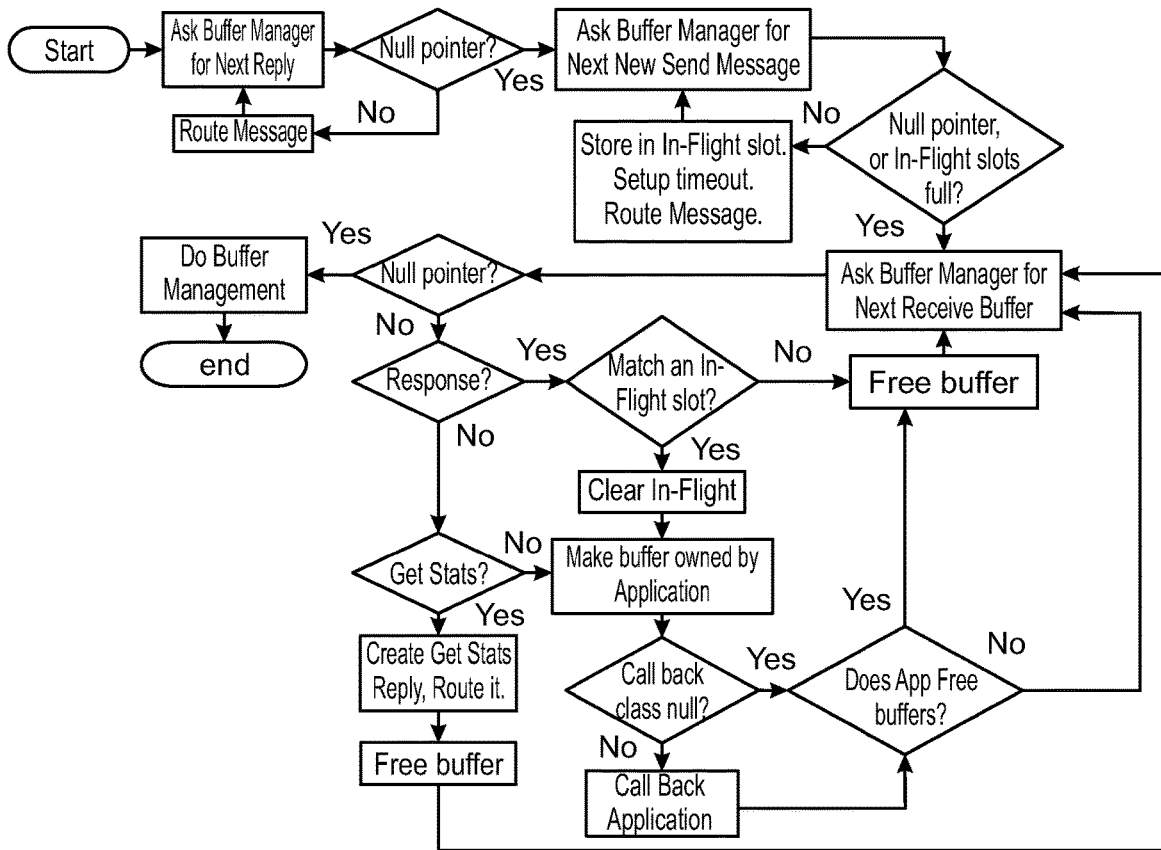 Start
Ask Buffer Manager
for Next Reply
Null pointer?
Yes
Ask Buffer Manager for
Next New Send Message
No
Route Message
No
Store in In-Flight slot.
Setup timeout.
Route Message.
Null pointer,
or In-Flight slots
full?
Yes
Yes
Do Buffer
Management
Null pointer?
Ask Buffer Manager for
Next Receive Buffer
No
end
Response?
Yes
Match an In-
Flight slot?
No
Free buffer
No
Yes
Clear In-Flight
Get Stats?
No
Make buffer owned by
Application
Yes
Yes
Create Get Stats
Reply, Route it.
Call back
class null?
Yes
Does App Free
buffers?
No
Free buffer
No
Call Back
Application